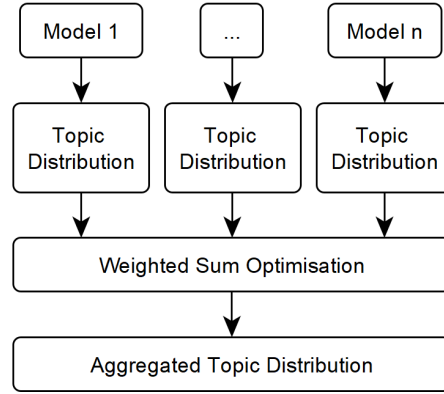 Model 1
...
Model n
Topic
Distribution
Topic
Distribution
Topic
Distribution
Weighted Sum Optimisation
Aggregated Topic Distribution